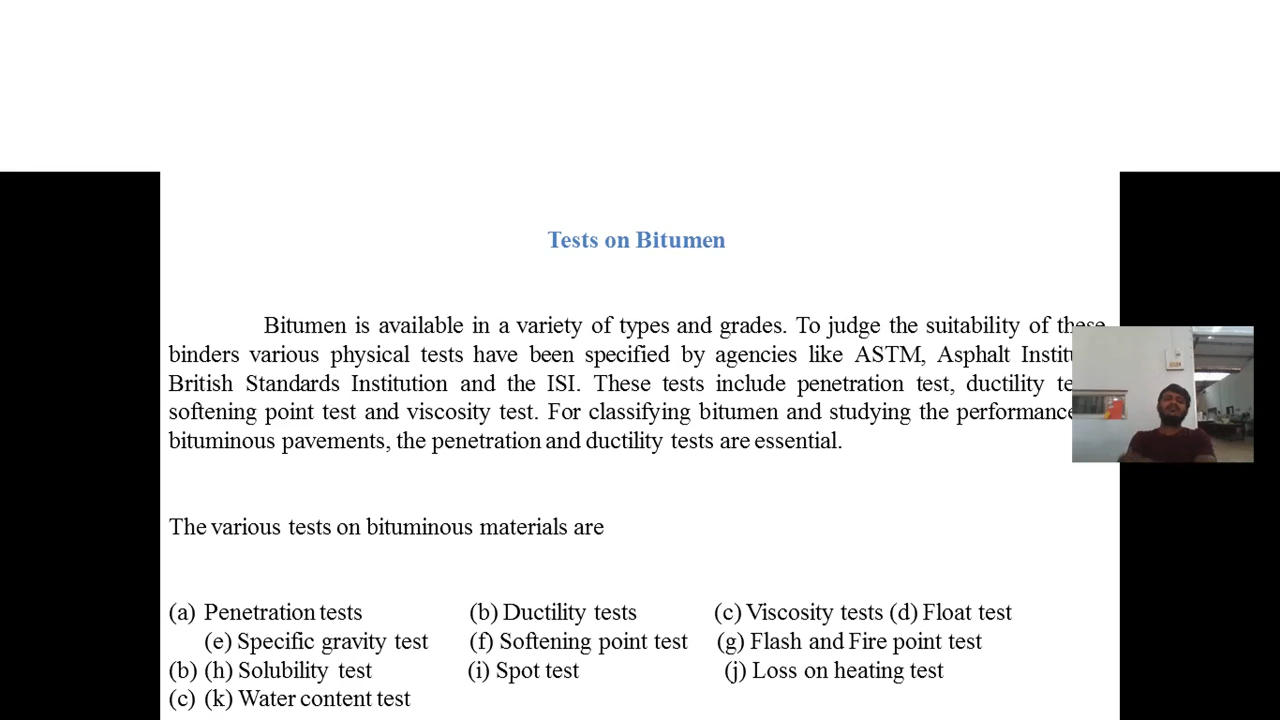 Tests on Bitumen
Bitumen is available in a variety of types and grades. To judge the suitability of these
binders various physical tests have been specified by agencies like ASTM, Asphalt
British Standards Institution and the ISI. These tests include penetration test, ductility
softening point test and viscosity test. For classifying bitumen and studying the performance
bituminous pavements, the penetration and ductility tests are essential.
The various tests on bituminous materials are
(a) Penetration tests (b) Ductility tests (c) Viscosity tests (d) Float test
(e) Specific gravity test (f) Softening point test (g) Flash and Fire point test
(b) (h) Solubility test (i) Spot test (j) Loss on heating test
(c) (k) Water content test